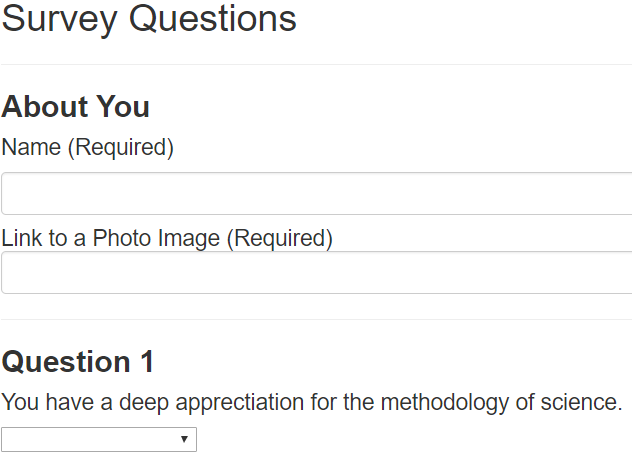 Survey Questions
About You
Name (Required)
Link to a Photo Image (Required)
Question 1
You have a deep apprectiation for the methodology of science.